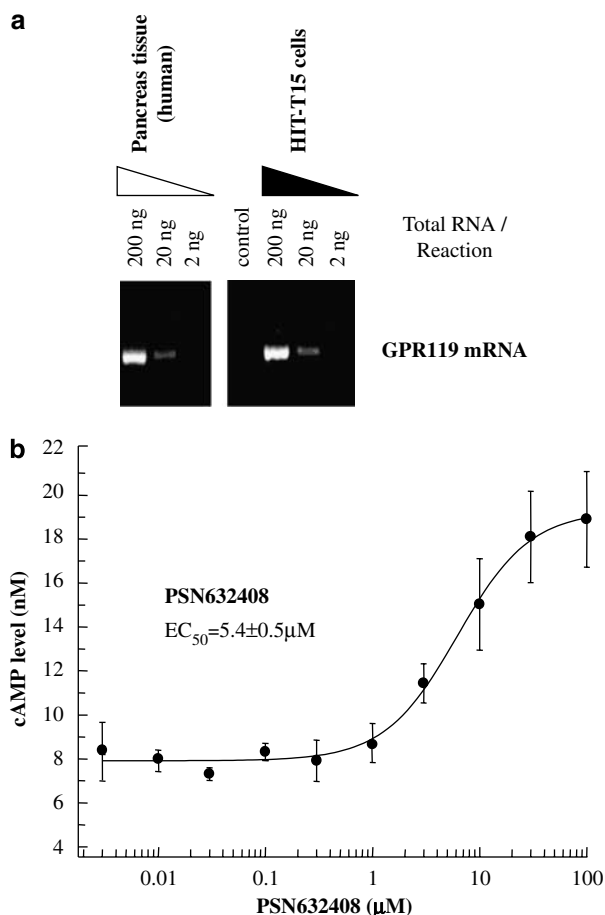 a
Pancreas tissue
(human)
HIT-T15 cells
200 ng
20 ng
2 ng
control
200 ng
20 ng
2 ng
Total RNA /
Reaction
GPR119 mRNA
b
22
20
18
16
14
12
10
8
6
4
cAMP level (nM)
PSN632408
EC50=5.4±0.5μM
0.01
0.1
1
10
100
PSN632408 (μM)